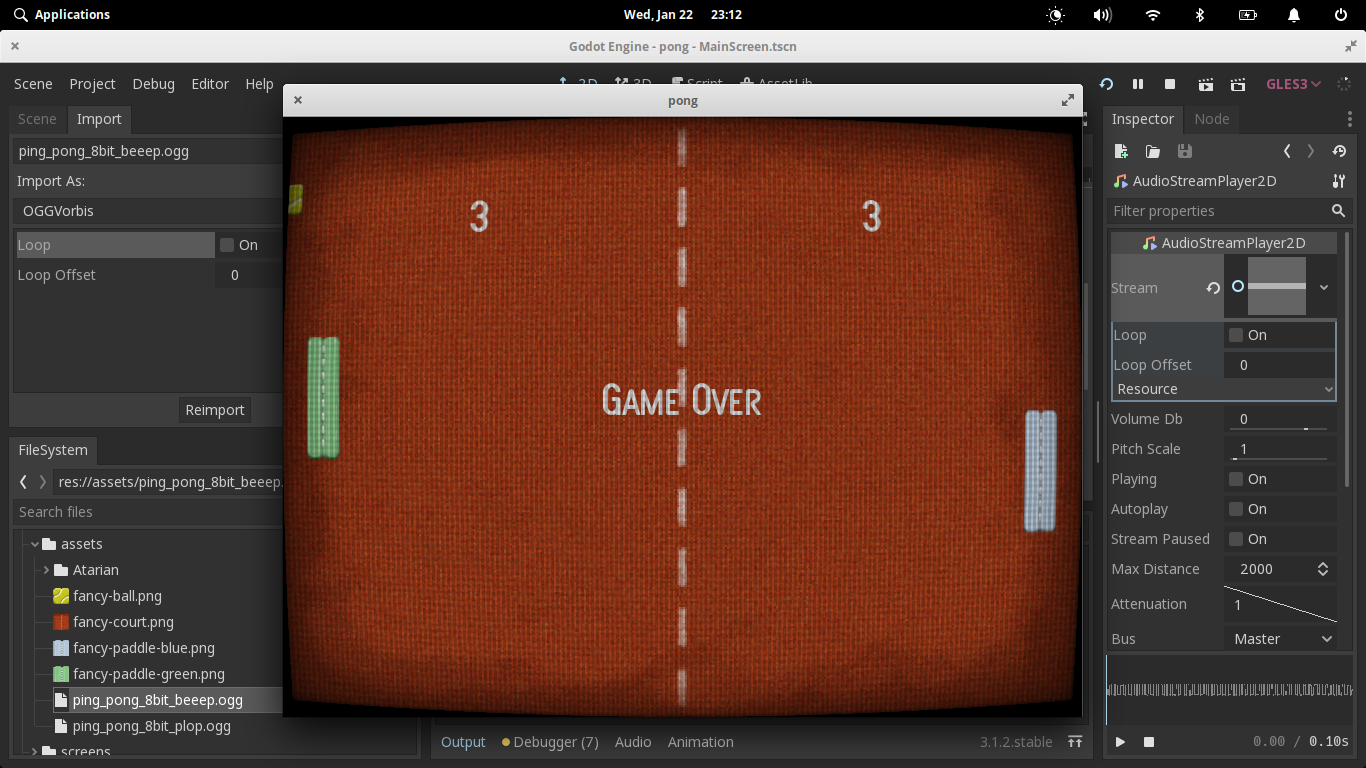 Applications
Wed, Jan 22 23:12
Godot Engine - pong - MainScreen.tscn
Scene Project Debug Editor Help
2D 3D Script AssetLib
GLES3
pong
Scene Import
ping_pong_8bit_beeep.ogg
Import As:
OGGVorbis
Loop On
Loop Offset 0
Reimport
FileSystem
res://assets/ping_pong_8bit_beeep.
Search files
assets
Atarian
fancy-ball.png
fancy-court.png
fancy-paddle-blue.png
fancy-paddle-green.png
ping_pong_8bit_beeep.ogg
ping_pong_8bit_plop.ogg
screens
3 3
Game Over
Output Debugger (7) Audio Animation 3.1.2.stable
Inspector Node
AudioStreamPlayer2D
Filter properties
AudioStreamPlayer2D
Stream
Loop On
Loop Offset 0
Resource
Volume Db 0
Pitch Scale 1
Playing On
Autoplay On
Stream Paused On
Max Distance 2000
Attenuation 1
Bus Master
0.00 / 0.10s